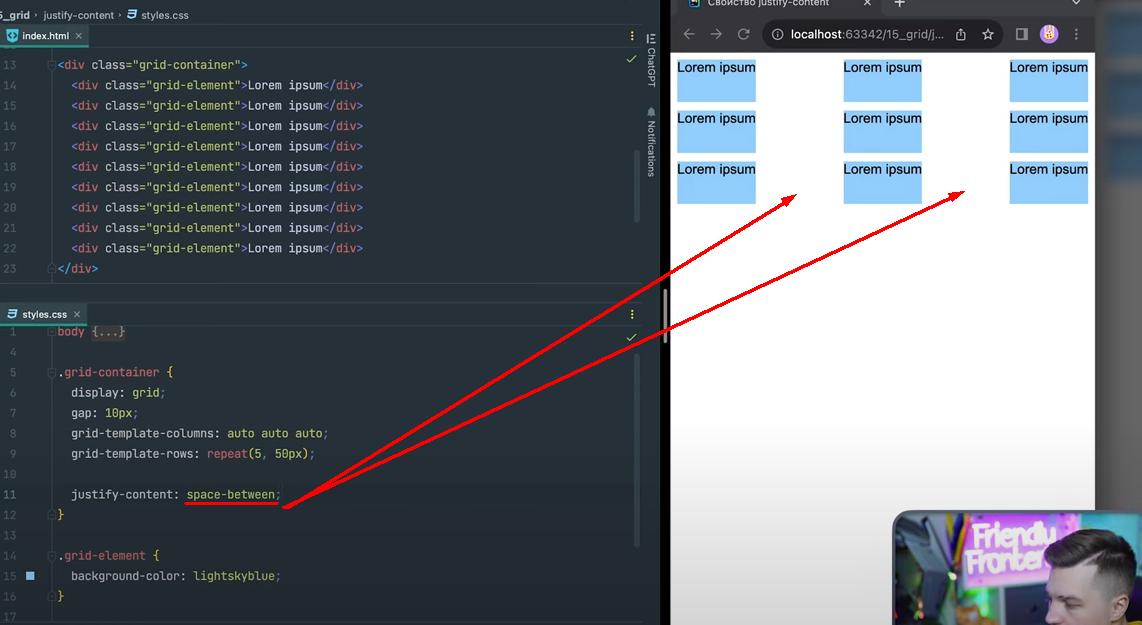 5_grid › justify-content › styles.css
index.html ×
13 <div class="grid-container">
14 <div class="grid-element">Lorem ipsum</div>
15 <div class="grid-element">Lorem ipsum</div>
16 <div class="grid-element">Lorem ipsum</div>
17 <div class="grid-element">Lorem ipsum</div>
18 <div class="grid-element">Lorem ipsum</div>
19 <div class="grid-element">Lorem ipsum</div>
20 <div class="grid-element">Lorem ipsum</div>
21 <div class="grid-element">Lorem ipsum</div>
22 <div class="grid-element">Lorem ipsum</div>
23 </div>
ChatGPT
Notifications
styles.css ×
1 body {...}
4
5 .grid-container {
6 display: grid;
7 gap: 10px;
8 grid-template-columns: auto auto auto;
9 grid-template-rows: repeat(5, 50px);
10
11 justify-content: space-between;
12 }
13
14 .grid-element {
15 background-color: lightskyblue;
16 }
17
Свойство justify-content
localhost:63342/15_grid/j...
Lorem ipsum Lorem ipsum Lorem ipsum
Lorem ipsum Lorem ipsum Lorem ipsum
Lorem ipsum Lorem ipsum Lorem ipsum
Friendly